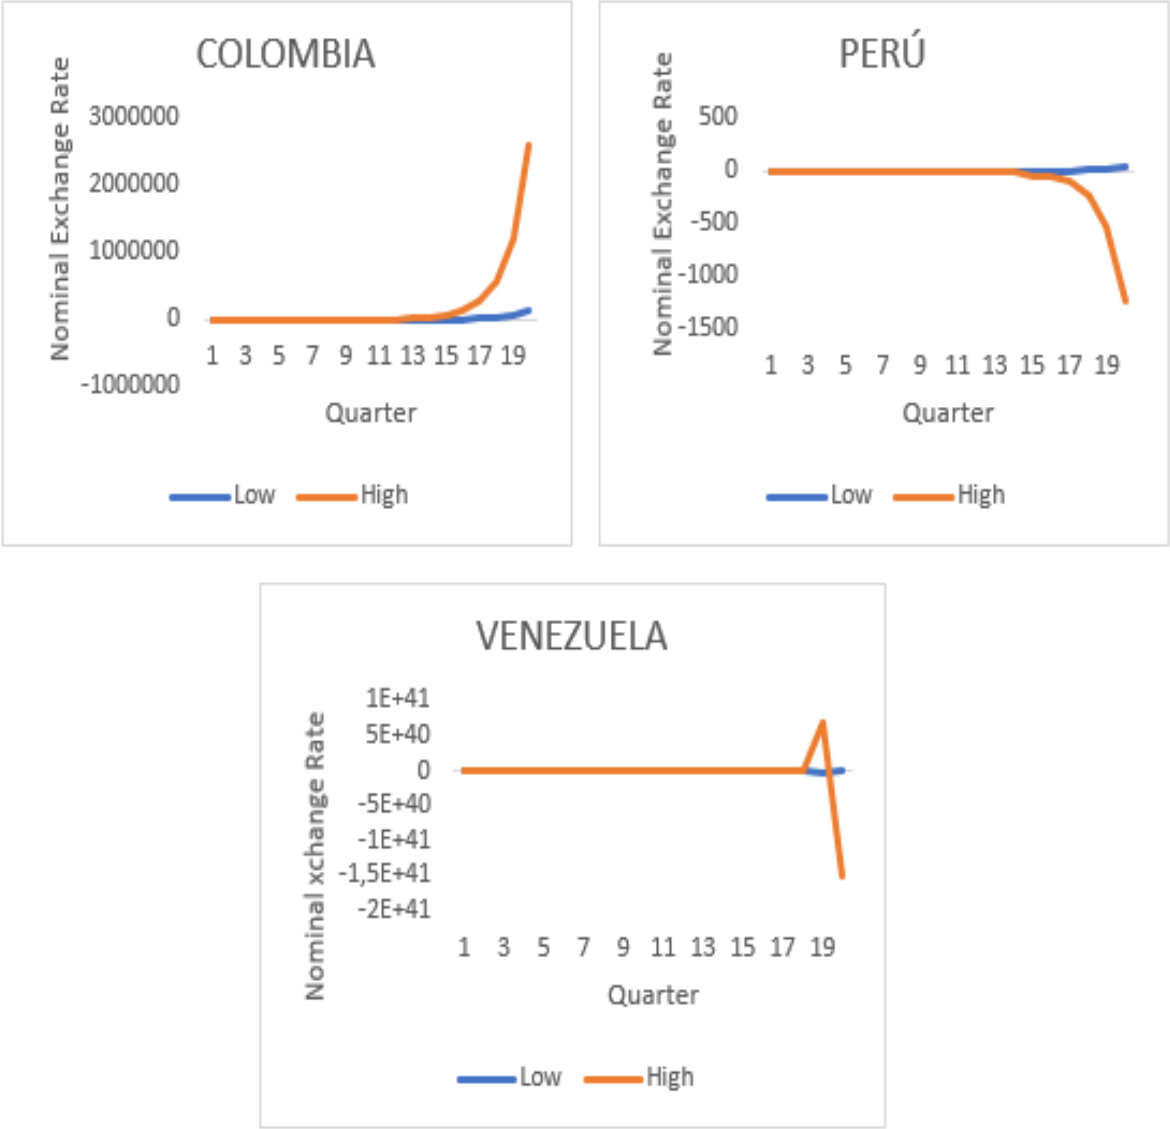 COLOMBIA
Nominal Exchange Rate
3000000
2000000
1000000
0
-1000000
1 3 5 7 9 11 13 15 17 19
Quarter
Low High
PERÚ
Nominal Exchange Rate
500
0
-500
-1000
-1500
1 3 5 7 9 11 13 15 17 19
Quarter
Low High
VENEZUELA
Nominal xchange Rate
1E+41
5E+40
0
-5E+40
-1E+41
-1,5E+41
-2E+41
1 3 5 7 9 11 13 15 17 19
Quarter
Low High